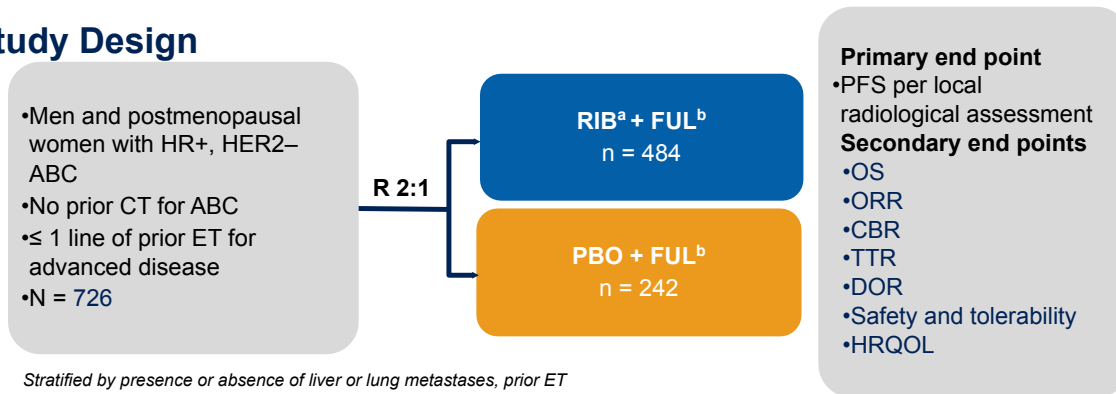 tudy Design
•Men and postmenopausal
women with HR+, HER2–
ABC
•No prior CT for ABC
•≤ 1 line of prior ET for
advanced disease
•N = 726
R 2:1
RIBᵃ + FULᵇ
n = 484
PBO + FULᵇ
n = 242
Primary end point
•PFS per local
radiological assessment
Secondary end points
•OS
•ORR
•CBR
•TTR
•DOR
•Safety and tolerability
•HRQOL
Stratified by presence or absence of liver or lung metastases, prior ET